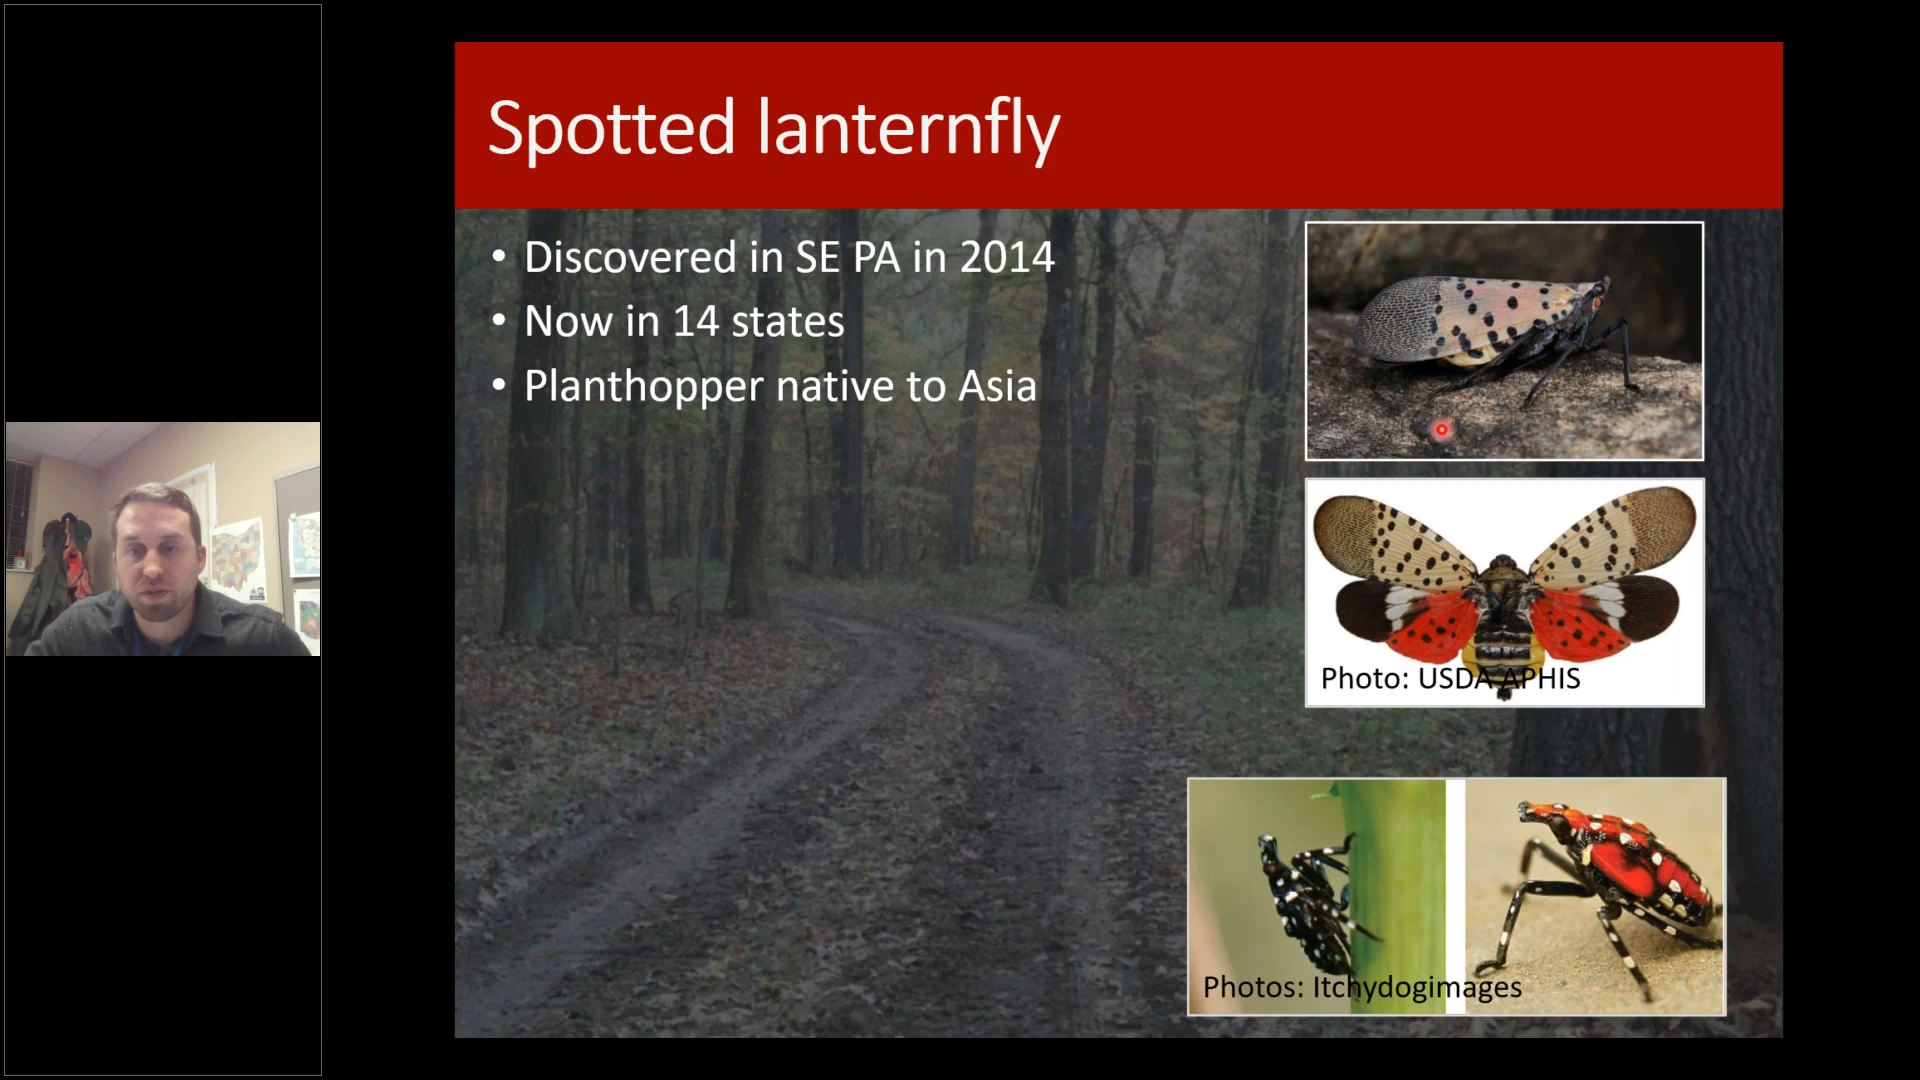 Spotted lanternfly
• Discovered in SE PA in 2014
• Now in 14 states
• Planthopper native to Asia
Photo: USDA APHIS
Photos: Itchydogimages